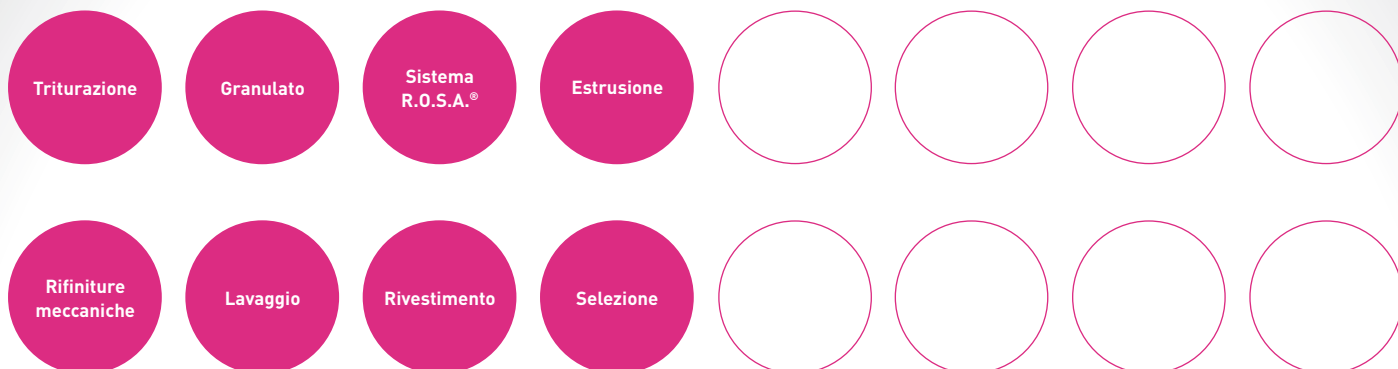 Triturazione
Granulato
Sistema
R.O.S.A.®
Estrusione
Rifiniture
meccaniche
Lavaggio
Rivestimento
Selezione